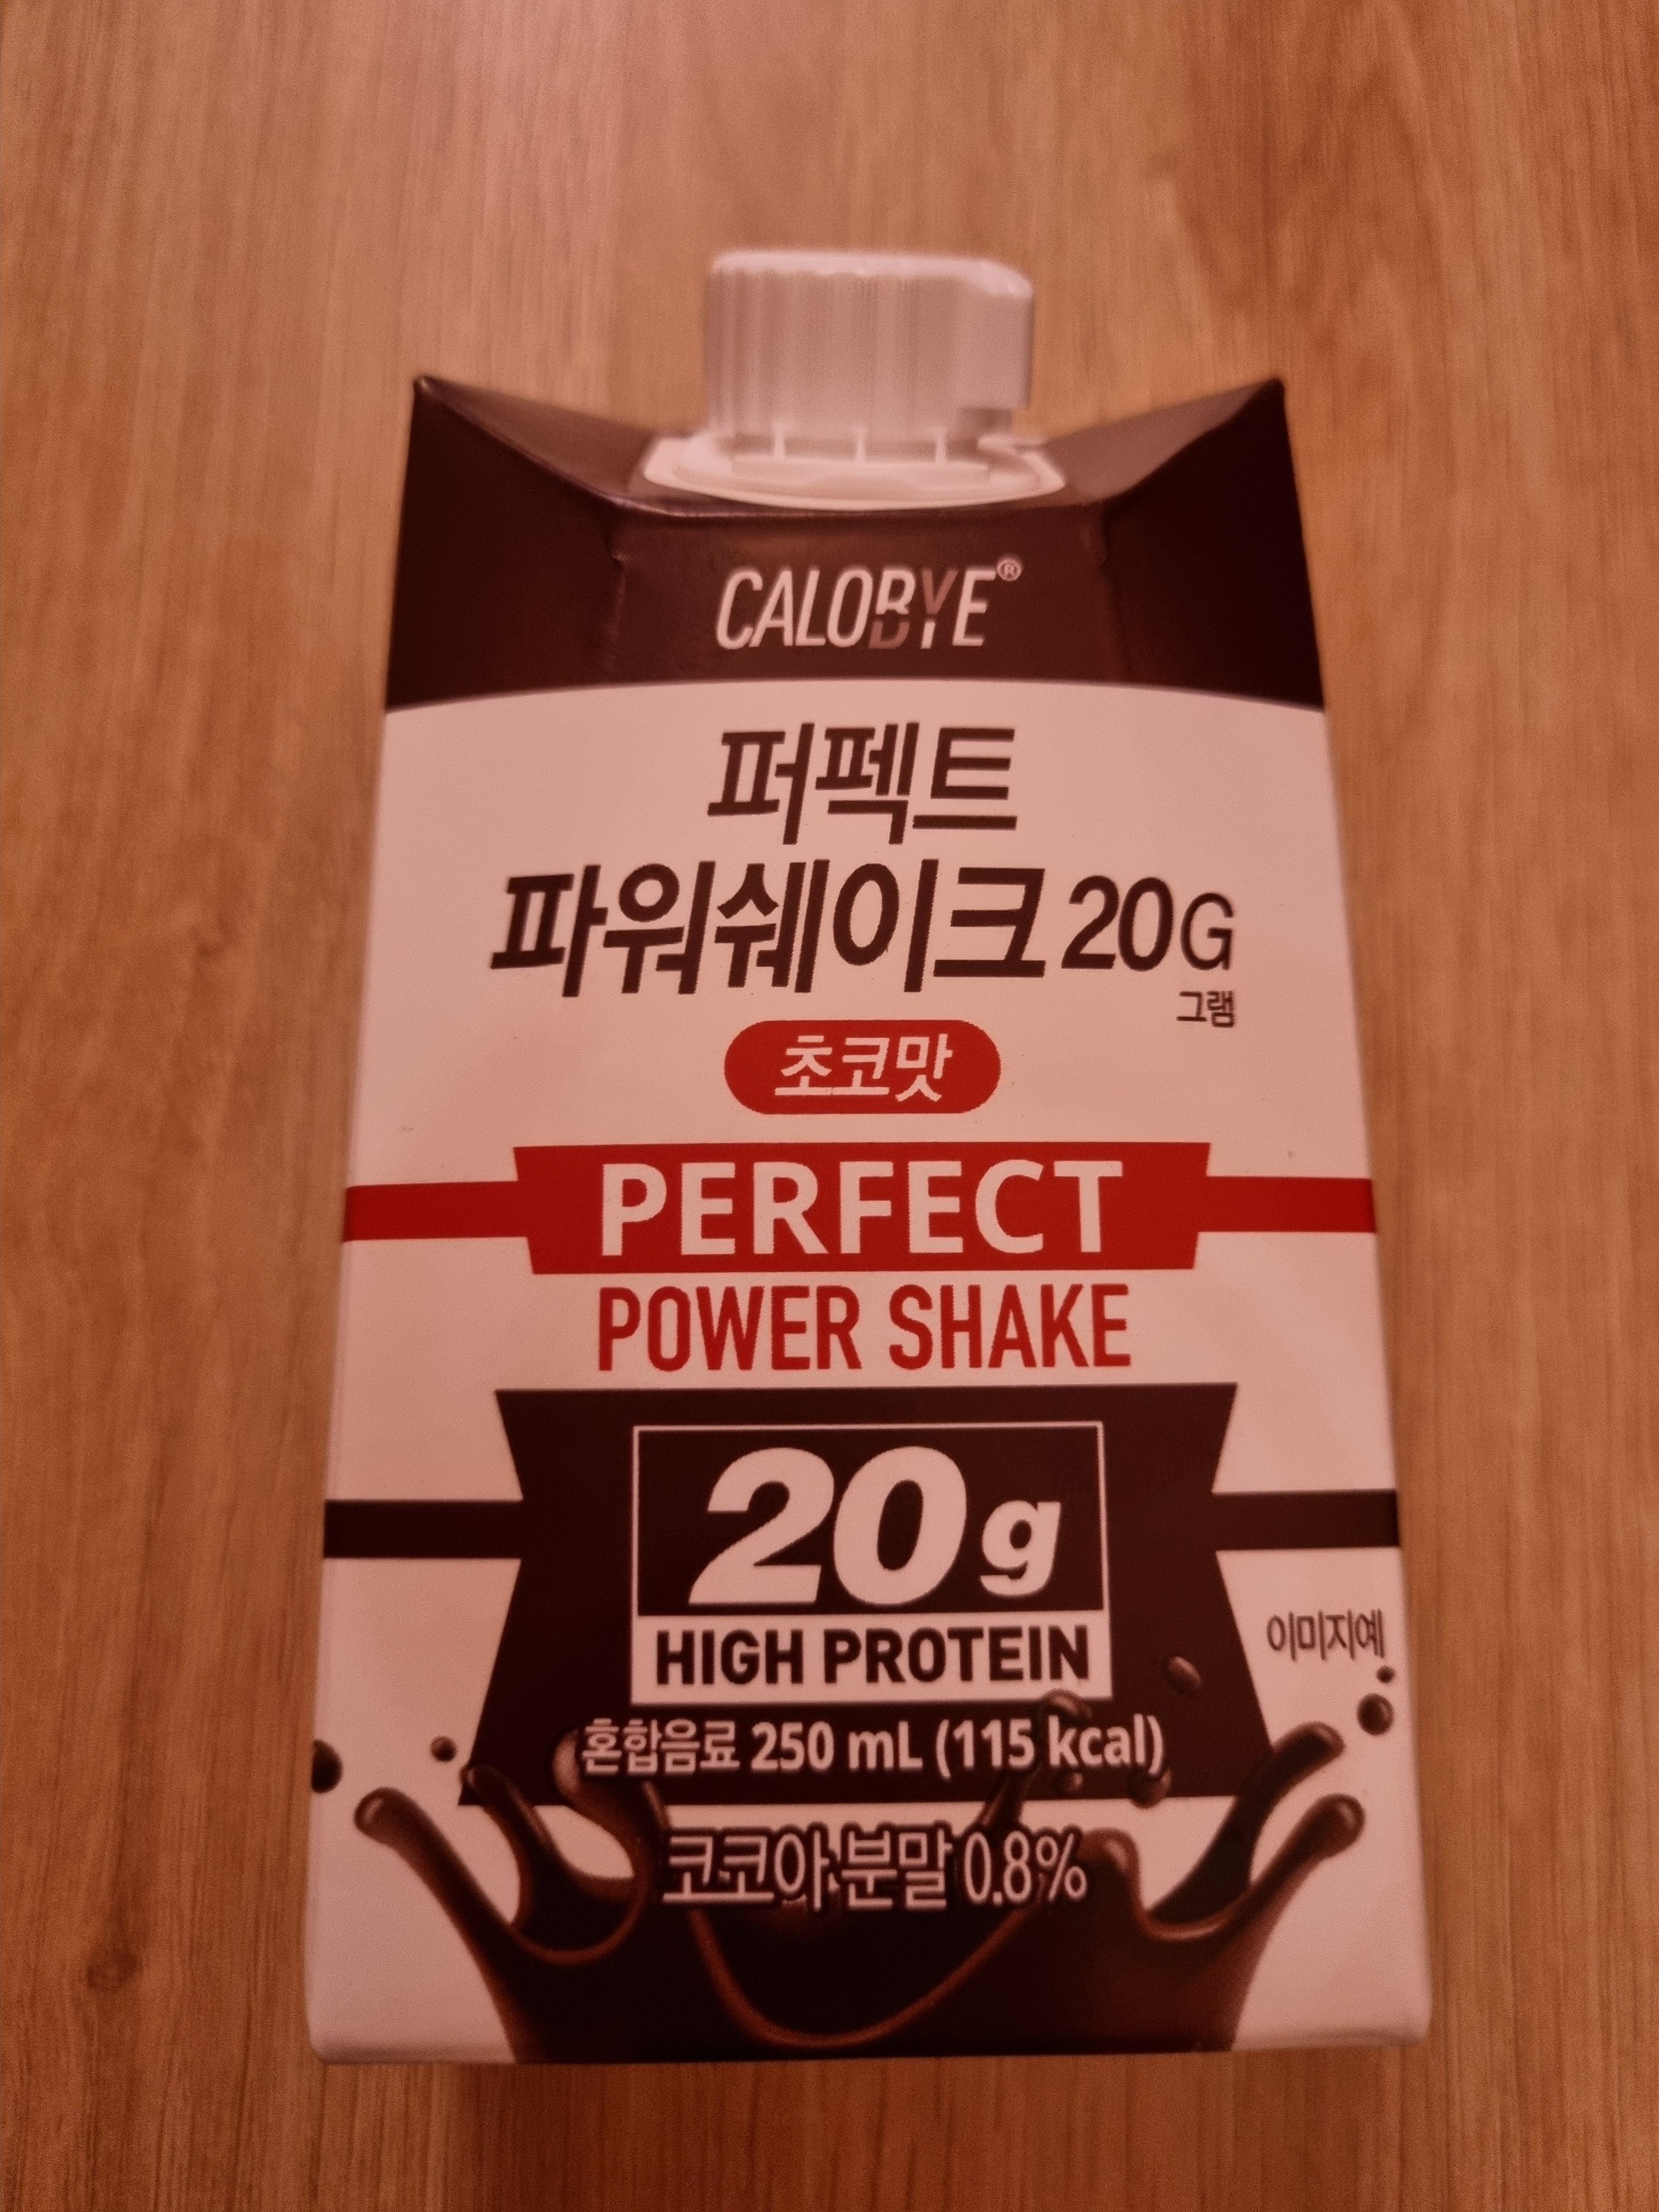 CALOBYE®
퍼펙트
파워쉐이크 20G
그램
초코맛
PERFECT
POWER SHAKE
20g
HIGH PROTEIN
이미지예
혼합음료 250 mL (115 kcal)
코코아 분말 0.8%